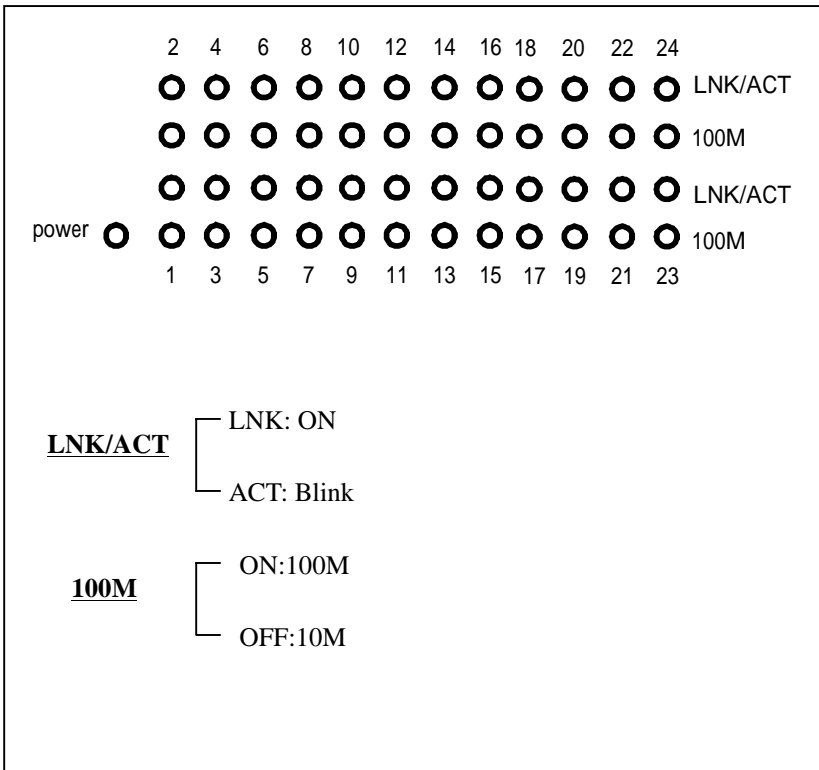 2 4 6 8 10 12 14 16 18 20 22 24
LNK/ACT
100M
LNK/ACT
power
100M
1 3 5 7 9 11 13 15 17 19 21 23
LNK/ACT
LNK: ON
ACT: Blink
100M
ON:100M
OFF:10M